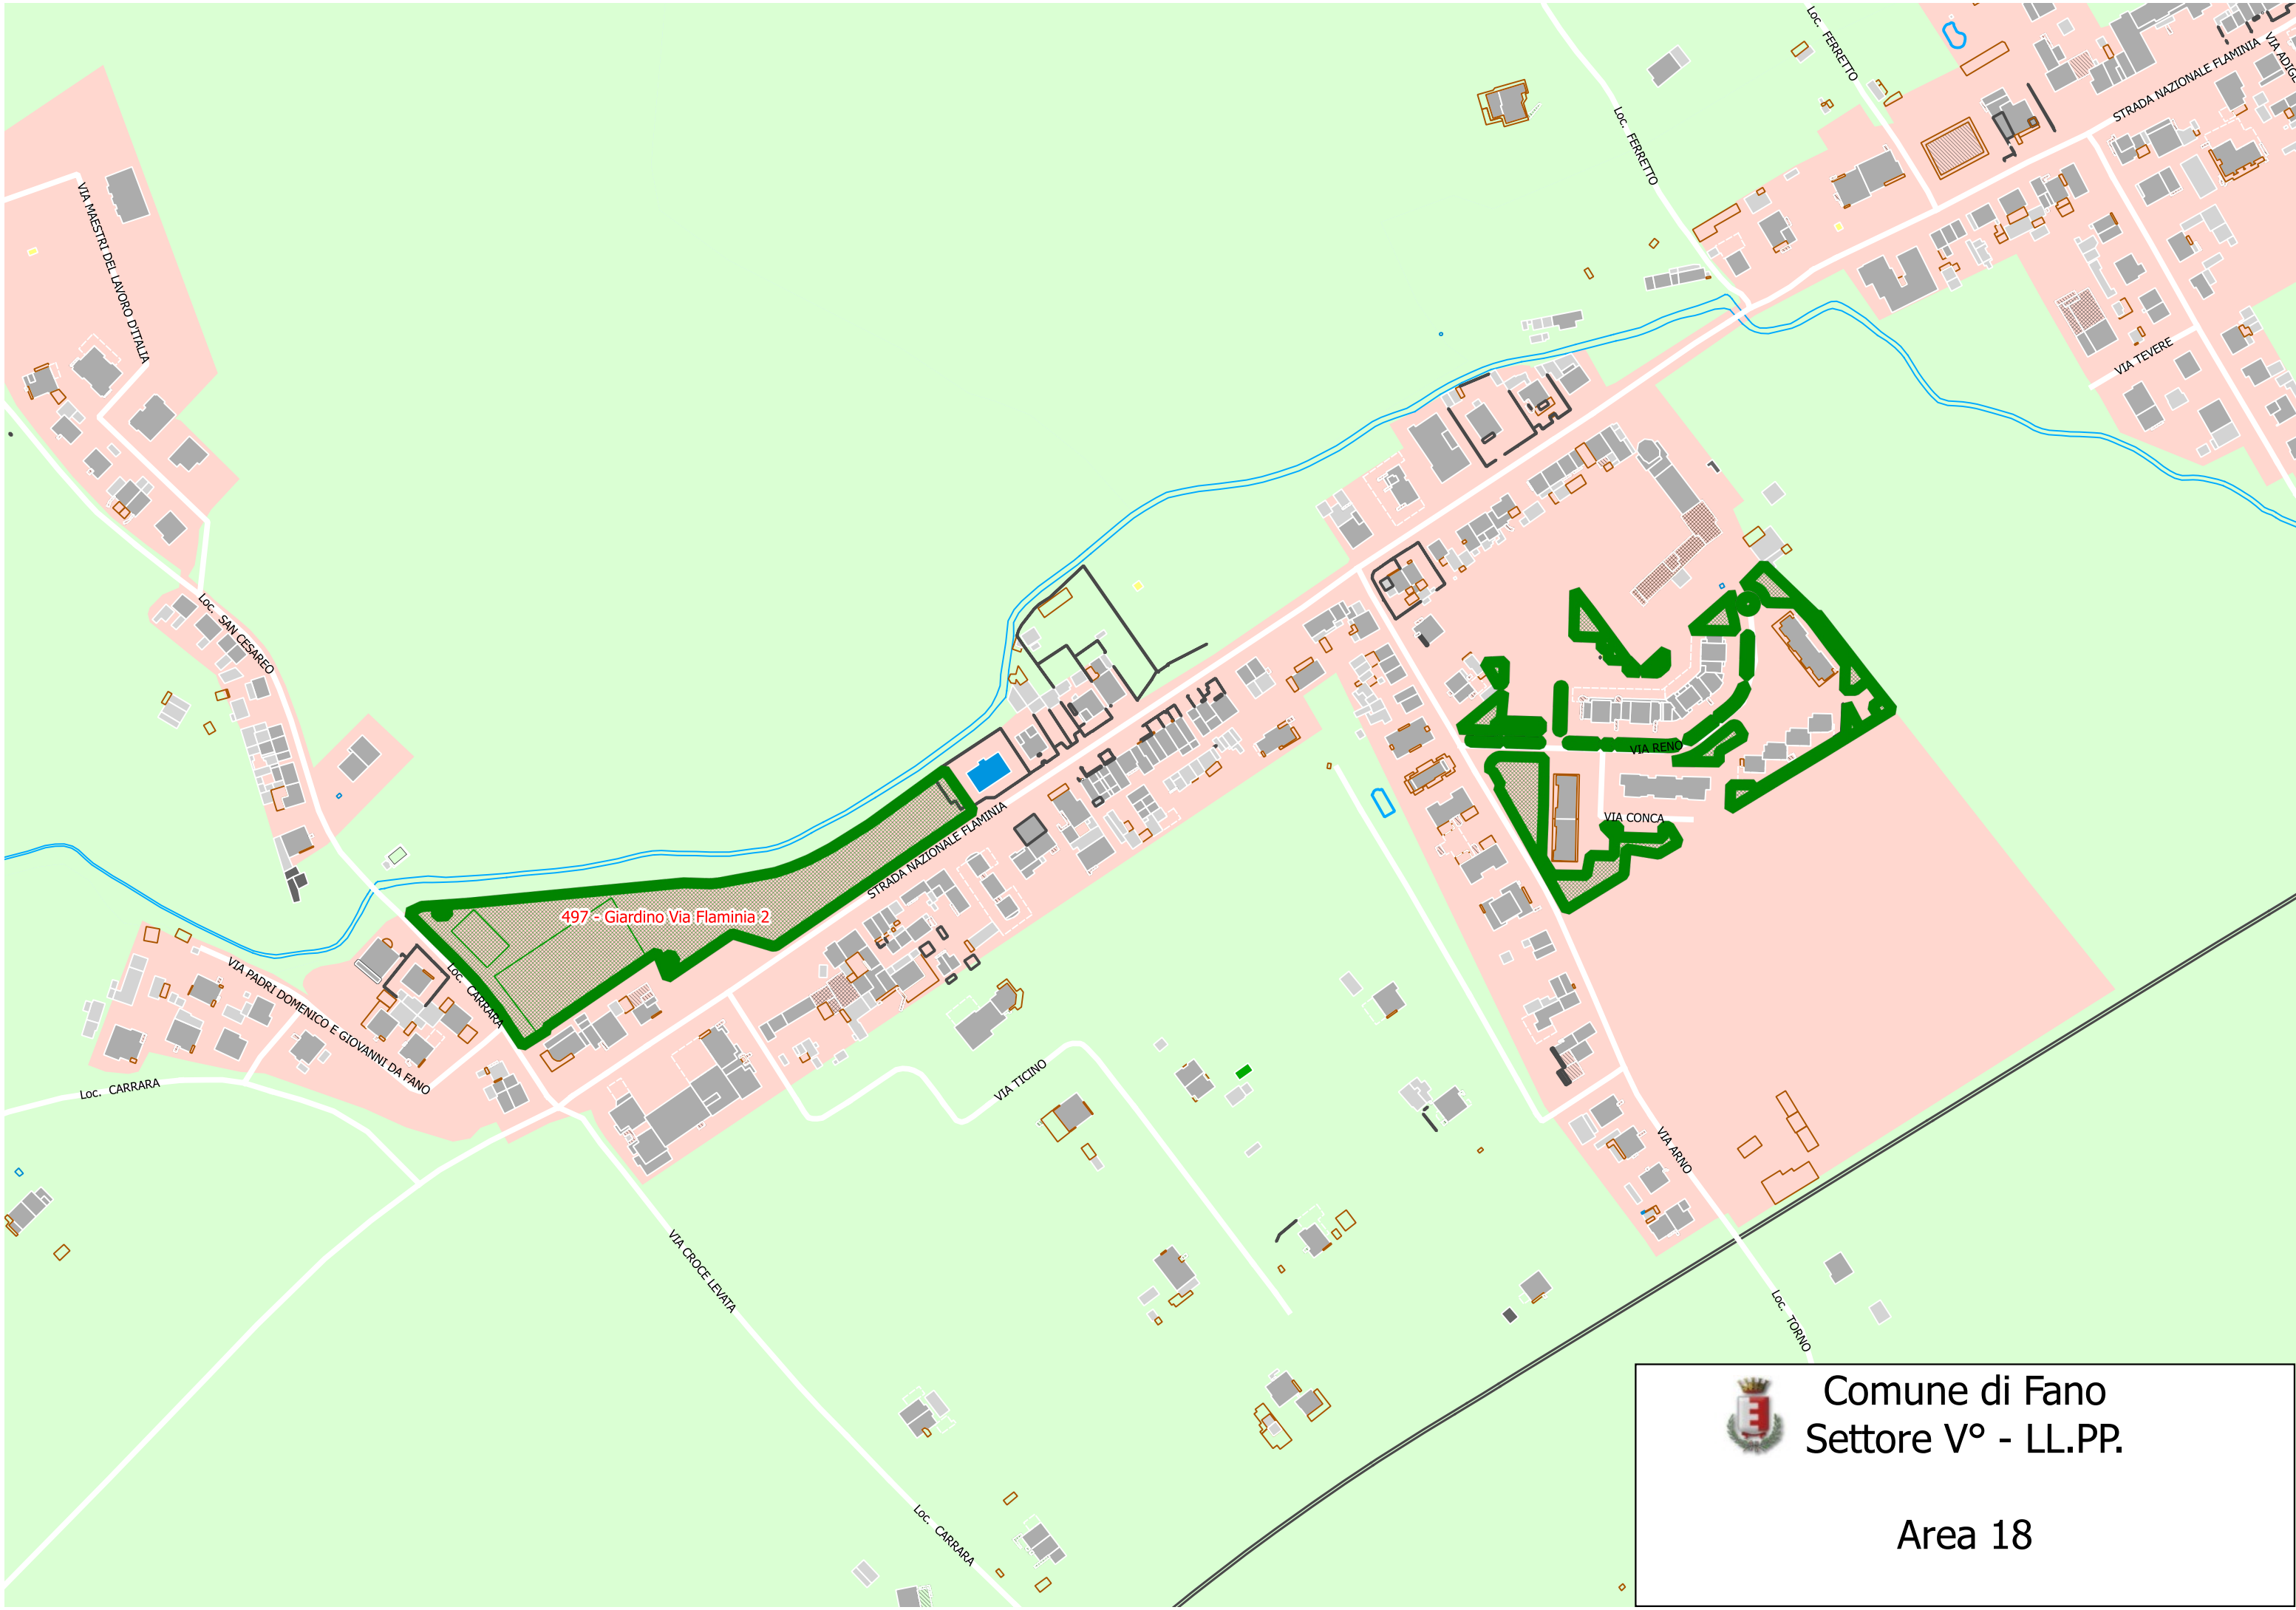 Loc. FERRETTO
Loc. FERRETTO
STRADA NAZIONALE FLAMINIA
VIA ADIGE
VIA MAESTRI DEL LAVORO D'ITALIA
VIA TEVERE
Loc. SAN CESAREO
VIA RENO
VIA CONCA
STRADA NAZIONALE FLAMINIA
497 - Giardino Via Flaminia 2
Loc. CARRARA
VIA PADRI DOMENICO E GIOVANNI DA FANO
Loc. CARRARA
VIA TICINO
VIA ARNO
VIA CROCE LEVATA
Loc. TORNO
Loc. CARRARA
Comune di Fano
Settore V° - LL.PP.
Area 18